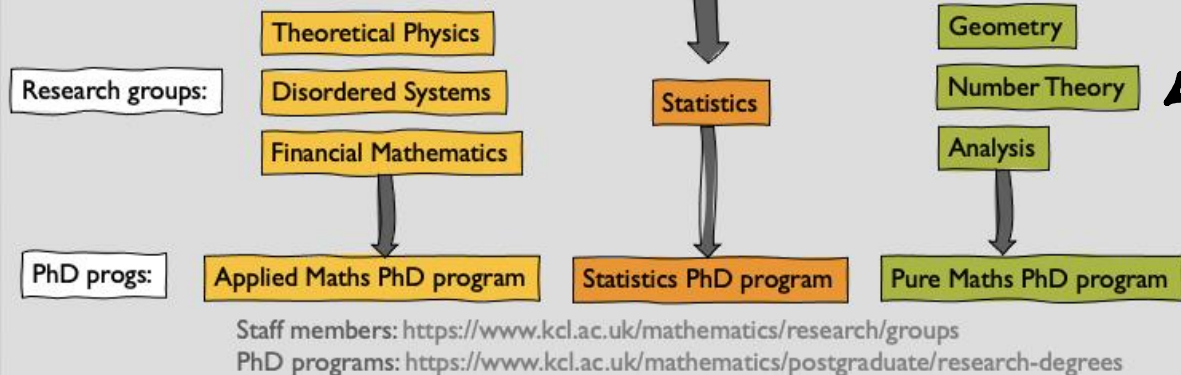 Theoretical Physics
Geometry
Research groups:
Disordered Systems
Statistics
Number Theory
Financial Mathematics
Analysis
PhD progs:
Applied Maths PhD program
Statistics PhD program
Pure Maths PhD program
Staff members: https://www.kcl.ac.uk/mathematics/research/groups
PhD programs: https://www.kcl.ac.uk/mathematics/postgraduate/research-degrees